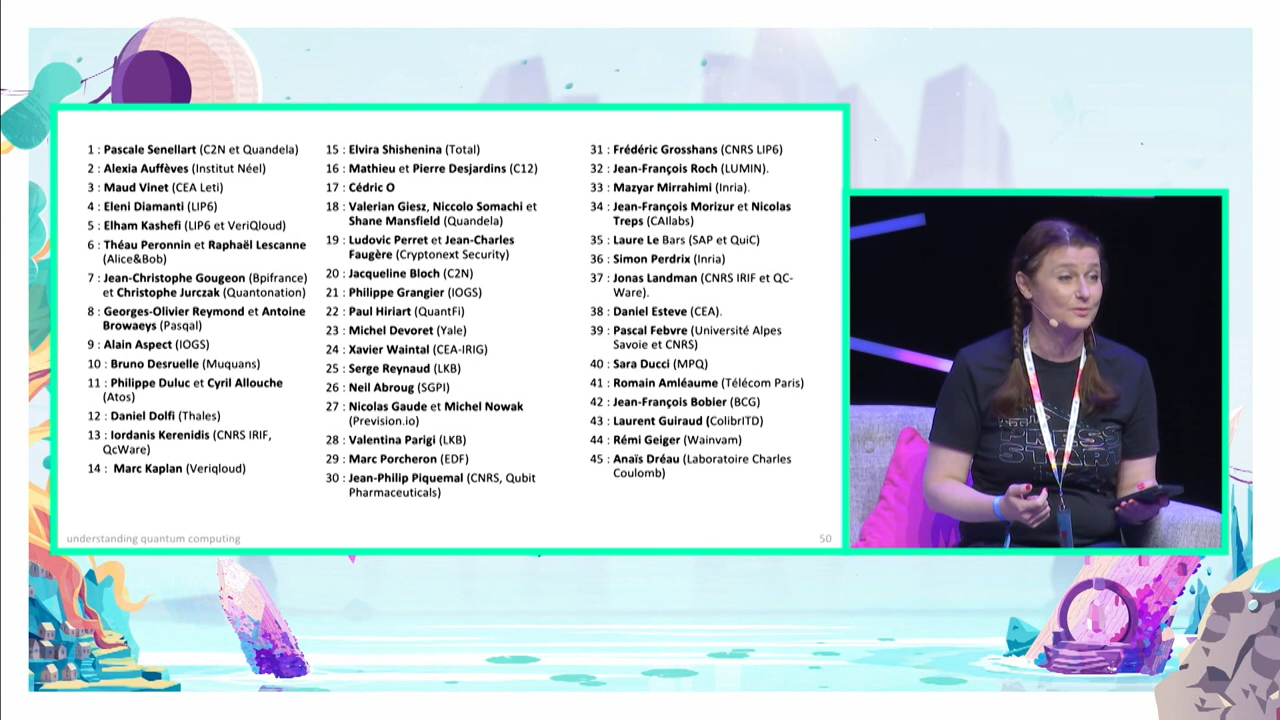 1 : Pascale Senellart (C2N et Quandela)
2 : Alexia Auffèves (Institut Néel)
3 : Maud Vinet (CEA Leti)
4 : Eleni Diamanti (LIP6)
5 : Elham Kashefi (LIP6 et VeriQloud)
6 : Théau Peronnin et Raphaël Lescanne
(Alice&Bob)
7 : Jean-Christophe Gougeon (Bpifrance)
et Christophe Jurczak (Quantonation)
8 : Georges-Olivier Reymond et Antoine
Browaeys (Pasqal)
9 : Alain Aspect (IOGS)
10 : Bruno Desruelle (Muquans)
11 : Philippe Duluc et Cyril Allouche
(Atos)
12 : Daniel Dolfi (Thales)
13 : Iordanis Kerenidis (CNRS IRIF,
QcWare)
14 : Marc Kaplan (Veriqloud)
15 : Elvira Shishenina (Total)
16 : Mathieu et Pierre Desjardins (C12)
17 : Cédric O
18 : Valerian Giesz, Niccolo Somachi et
Shane Mansfield (Quandela)
19 : Ludovic Perret et Jean-Charles
Faugère (Cryptonext Security)
20 : Jacqueline Bloch (C2N)
21 : Philippe Grangier (IOGS)
22 : Paul Hiriart (QuantFi)
23 : Michel Devoret (Yale)
24 : Xavier Waintal (CEA-IRIG)
25 : Serge Reynaud (LKB)
26 : Neil Abroug (SGPI)
27 : Nicolas Gaude et Michel Nowak
(Prevision.io)
28 : Valentina Parigi (LKB)
29 : Marc Porcheron (EDF)
30 : Jean-Philip Piquemal (CNRS, Qubit
Pharmaceuticals)
31 : Frédéric Grosshans (CNRS LIP6)
32 : Jean-François Roch (LUMIN).
33 : Mazyar Mirrahimi (Inria).
34 : Jean-François Morizur et Nicolas
Treps (CAIlabs)
35 : Laure Le Bars (SAP et QuiC)
36 : Simon Perdrix (Inria)
37 : Jonas Landman (CNRS IRIF et QC-
Ware).
38 : Daniel Esteve (CEA).
39 : Pascal Febvre (Université Alpes
Savoie et CNRS)
40 : Sara Ducci (MPQ)
41 : Romain Amléaume (Télécom Paris)
42 : Jean-François Bobier (BCG)
43 : Laurent Guiraud (ColibrITD)
44 : Rémi Geiger (Wainvam)
45 : Anaïs Dréau (Laboratoire Charles
Coulomb)
understanding quantum computing
50
PRESS
START